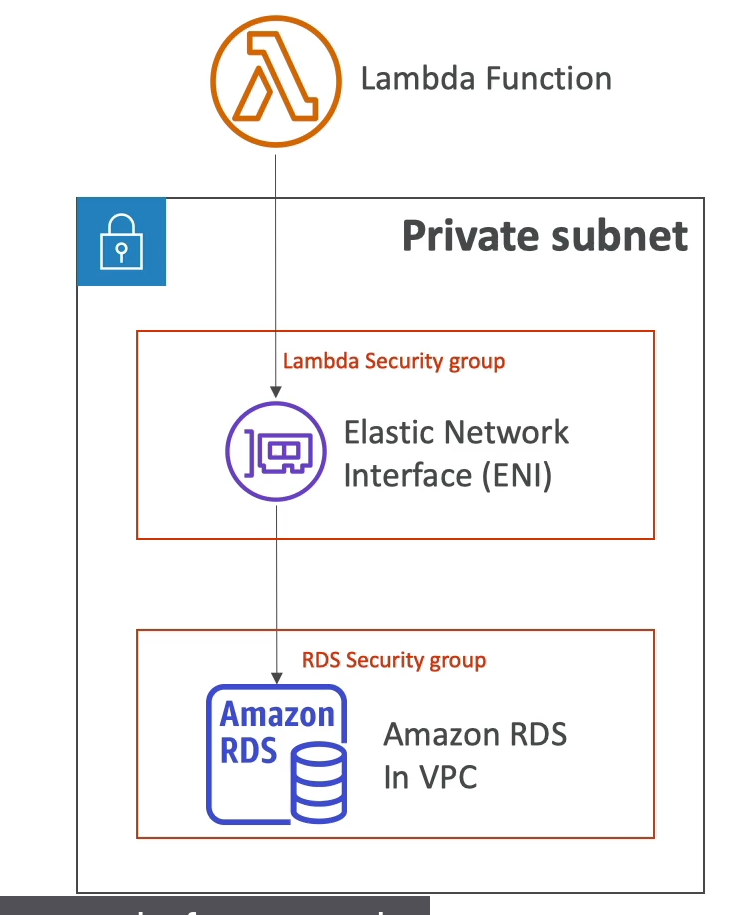 Lambda Function
Private subnet
Lambda Security group
Elastic Network
Interface (ENI)
RDS Security group
Amazon
RDS
Amazon RDS
In VPC